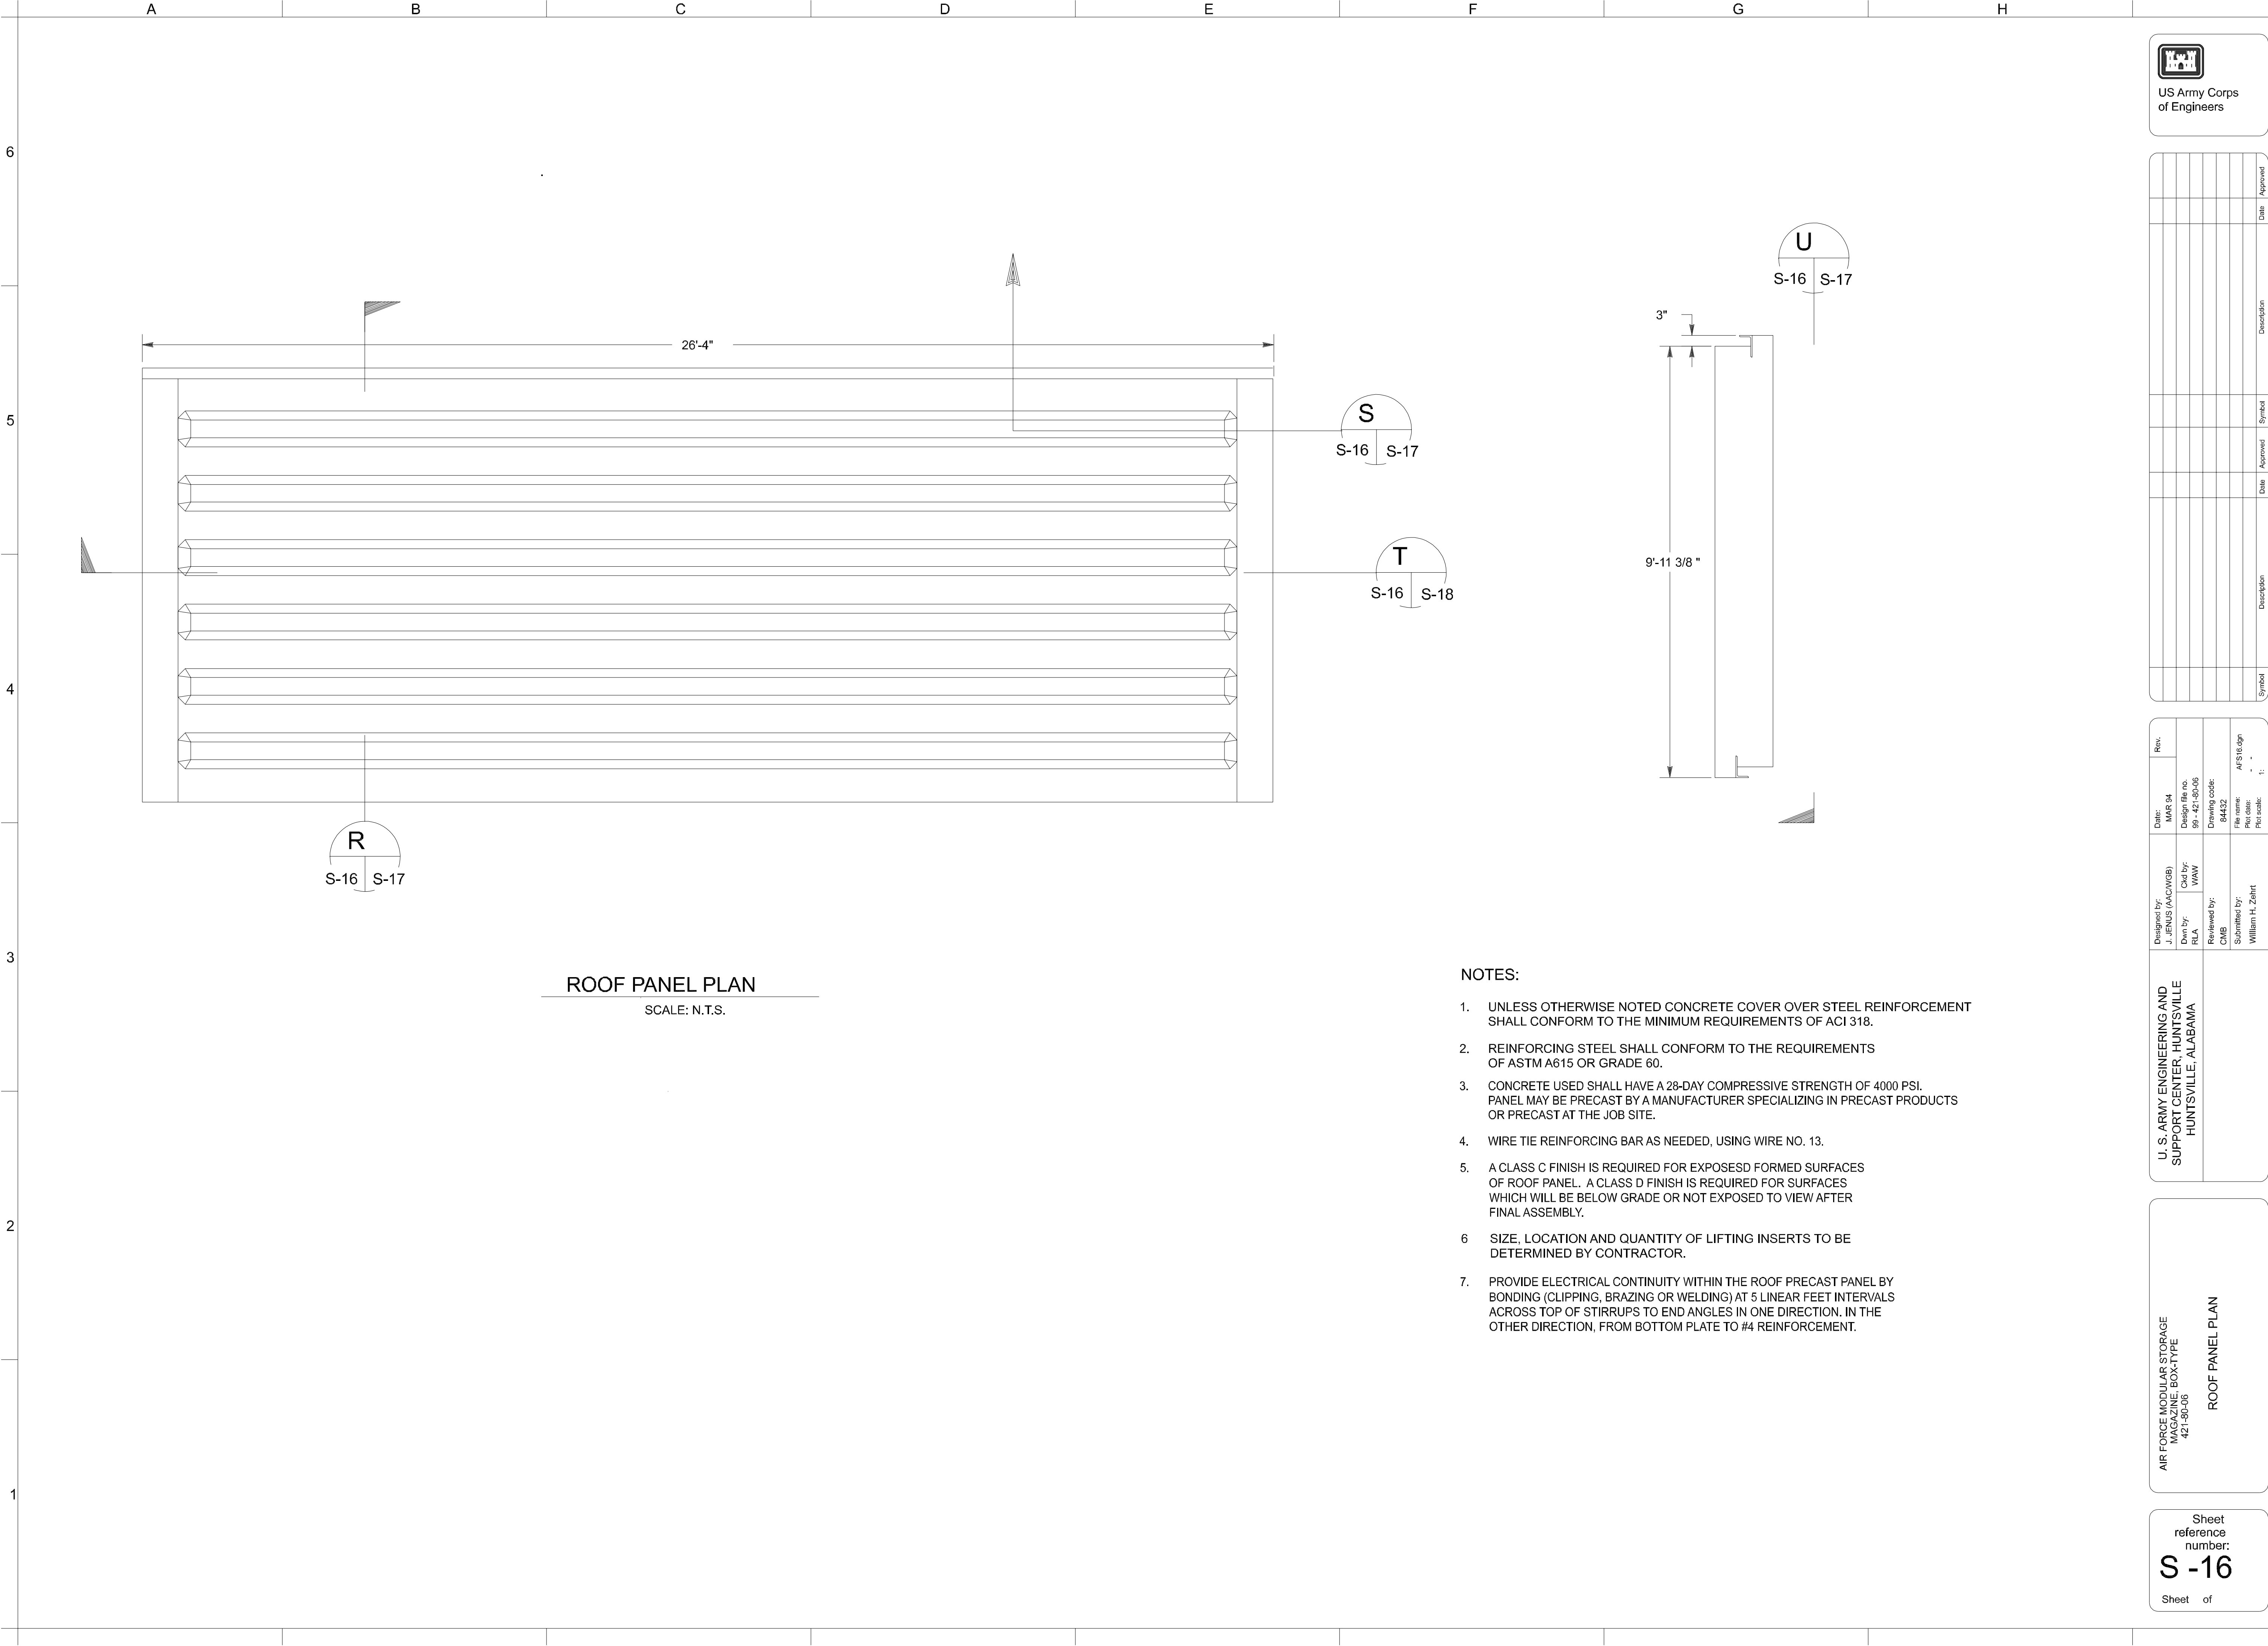 A
B
C
D
E
F
G
H
6
5
4
3
2
1
26'-4"
S
S-16 S-17
T
S-16 S-18
R
S-16 S-17
U
S-16 S-17
3"
9'-11 3/8 "
ROOF PANEL PLAN
SCALE: N.T.S.
NOTES:
1. UNLESS OTHERWISE NOTED CONCRETE COVER OVER STEEL REINFORCEMENT
SHALL CONFORM TO THE MINIMUM REQUIREMENTS OF ACI 318.
2. REINFORCING STEEL SHALL CONFORM TO THE REQUIREMENTS
OF ASTM A615 OR GRADE 60.
3. CONCRETE USED SHALL HAVE A 28-DAY COMPRESSIVE STRENGTH OF 4000 PSI.
PANEL MAY BE PRECAST BY A MANUFACTURER SPECIALIZING IN PRECAST PRODUCTS
OR PRECAST AT THE JOB SITE.
4. WIRE TIE REINFORCING BAR AS NEEDED, USING WIRE NO. 13.
5. A CLASS C FINISH IS REQUIRED FOR EXPOSESD FORMED SURFACES
OF ROOF PANEL. A CLASS D FINISH IS REQUIRED FOR SURFACES
WHICH WILL BE BELOW GRADE OR NOT EXPOSED TO VIEW AFTER
FINAL ASSEMBLY.
6 SIZE, LOCATION AND QUANTITY OF LIFTING INSERTS TO BE
DETERMINED BY CONTRACTOR.
7. PROVIDE ELECTRICAL CONTINUITY WITHIN THE ROOF PRECAST PANEL BY
BONDING (CLIPPING, BRAZING OR WELDING) AT 5 LINEAR FEET INTERVALS
ACROSS TOP OF STIRRUPS TO END ANGLES IN ONE DIRECTION. IN THE
OTHER DIRECTION, FROM BOTTOM PLATE TO #4 REINFORCEMENT.
US Army Corps
of Engineers
Symbol Description Date Approved Symbol Description Date Approved
Designed by:
J. JENUS (AAC/WGB)
Date:
MAR 94
Rev.
Dwn by:
RLA
Ckd by:
WAW
Design file no.
99 - 421-80-06
Reviewed by:
CMB
Drawing code:
84432
Submitted by:
William H. Zehrt
File name: AFS16.dgn
Plot date:
Plot scale: 1:
U. S. ARMY ENGINEERING AND
SUPPORT CENTER, HUNTSVILLE
HUNTSVILLE, ALABAMA
AIR FORCE MODULAR STORAGE
MAGAZINE, BOX-TYPE
421-80-06
ROOF PANEL PLAN
Sheet
reference
number:
S -16
Sheet of